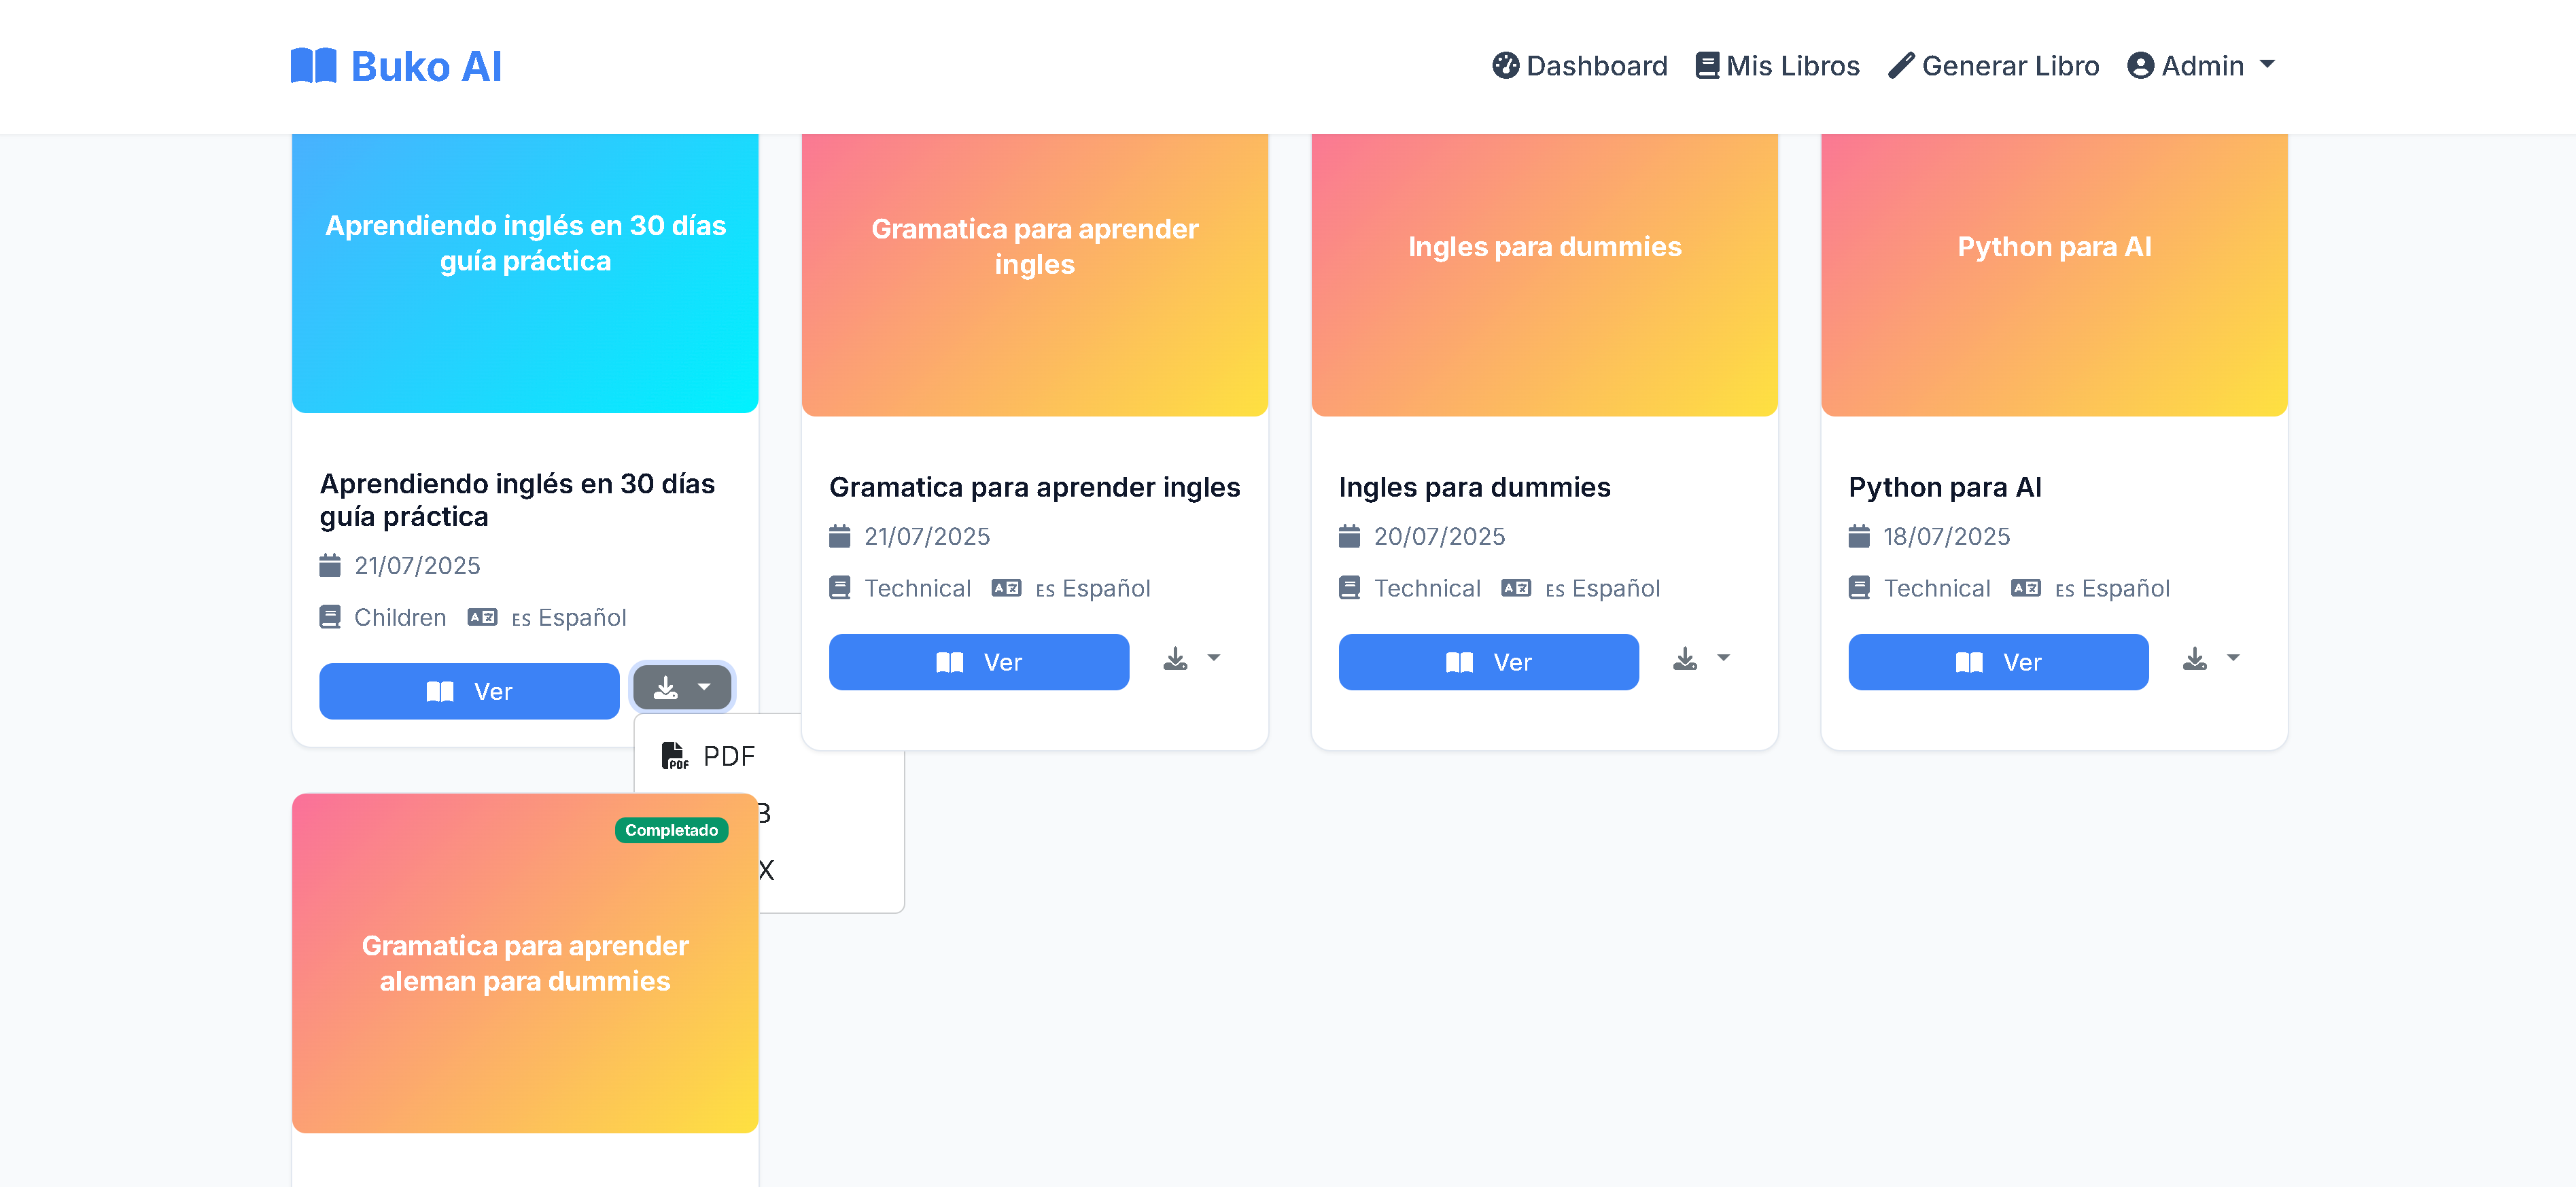 Buko AI
Dashboard
Mis Libros
Generar Libro
Admin
Aprendiendo inglés en 30 días
guía práctica
Gramatica para aprender
ingles
Ingles para dummies
Python para AI
Aprendiendo inglés en 30 días
guía práctica
21/07/2025
Children ES Español
Ver
Gramatica para aprender ingles
21/07/2025
Technical ES Español
Ver
Ingles para dummies
20/07/2025
Technical ES Español
Ver
Python para AI
18/07/2025
Technical ES Español
Ver
PDF
B
X
Completado
Gramatica para aprender
aleman para dummies